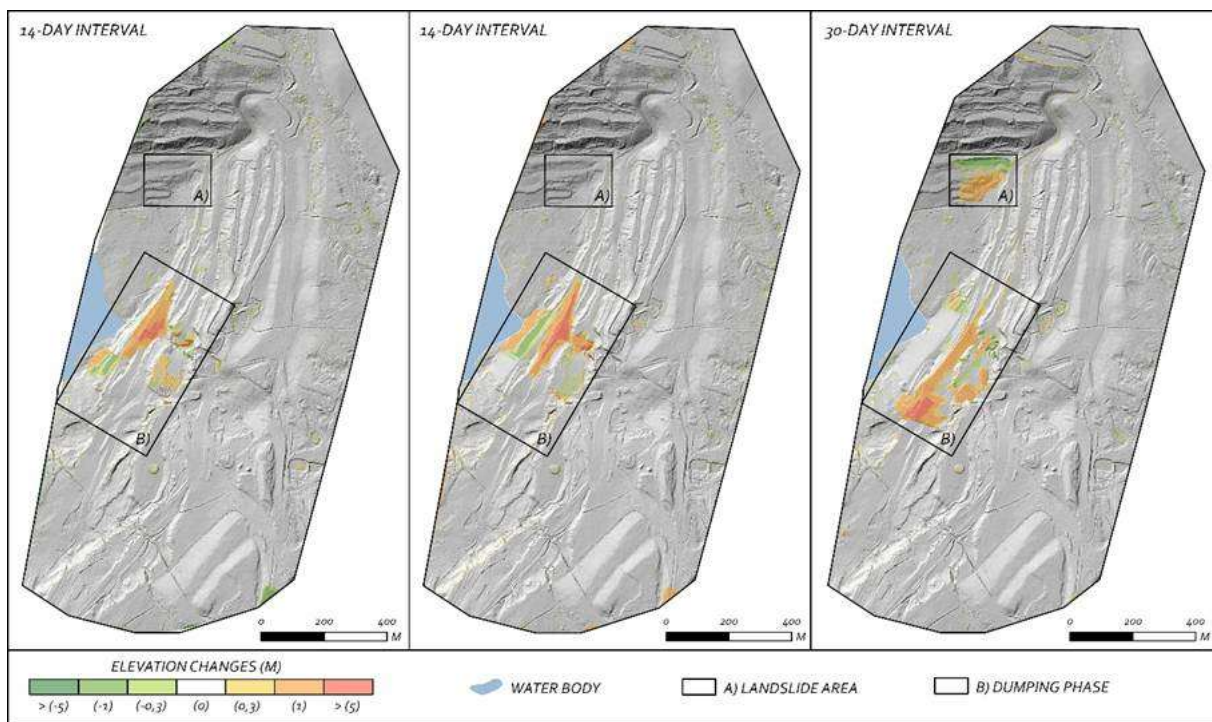 14-DAY INTERVAL
A)
B)
0 200 400
M
14-DAY INTERVAL
A)
B)
0 200 400
M
30-DAY INTERVAL
A)
B)
0 200 400
M
ELEVATION CHANGES (M)
> (-5) (-1) (-0,3) (0) (0,3) (1) > (5)
WATER BODY
A) LANDSLIDE AREA
B) DUMPING PHASE